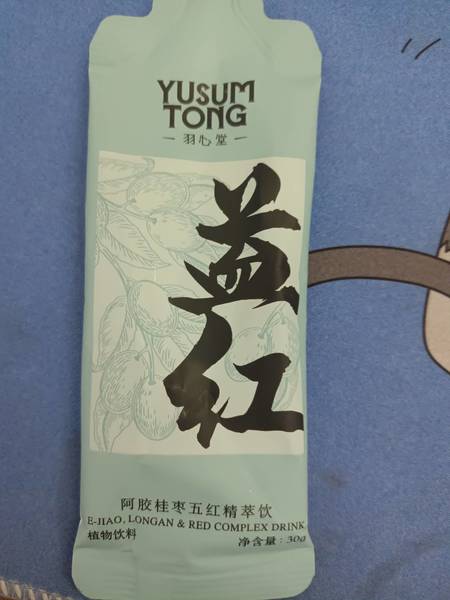 YUSUM
TONG
羽心堂
益红
阿胶桂枣五红精萃饮
E-JIAO, LONGAN & RED COMPLEX DRINK
植物饮料
净含量：30g